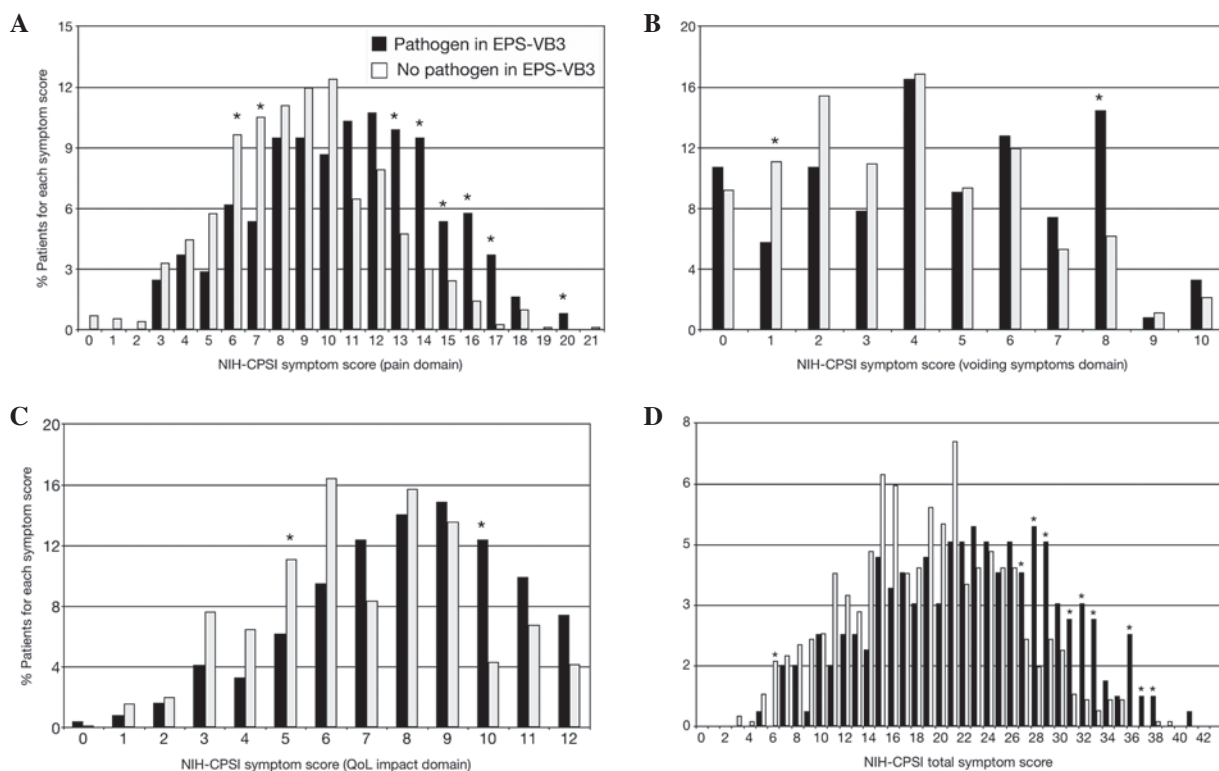 A
15
12
9
6
3
0
% Patients for each symptom score
Pathogen in EPS-VB3
No pathogen in EPS-VB3
* * * * * * * *
0 1 2 3 4 5 6 7 8 9 10 11 12 13 14 15 16 17 18 19 20 21
NIH-CPSI symptom score (pain domain)
B
20
16
12
8
4
0
* *
0 1 2 3 4 5 6 7 8 9 10
NIH-CPSI symptom score (voiding symptoms domain)
C
20
16
12
8
4
0
% Patients for each symptom score
* *
0 1 2 3 4 5 6 7 8 9 10 11 12
NIH-CPSI symptom score (QoL impact domain)
D
8
6
5
3
2
0
* * * * * * * * * *
0 2 4 6 8 10 12 14 16 18 20 22 24 26 28 30 32 34 36 38 40 42
NIH-CPSI total symptom score